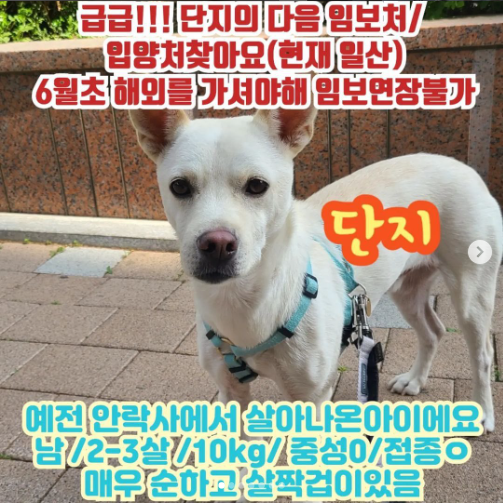 급급!!! 단지의 다음 임보처/
입양처찾아요(현재 일산)
6월초 해외를 가셔야해 임보연장불가
단지
예전 안락사에서 살아나온아이에요
남 /2-3살 /10kg/ 중성0/접종ㅇ
매우 순하고 살짝겁이있음